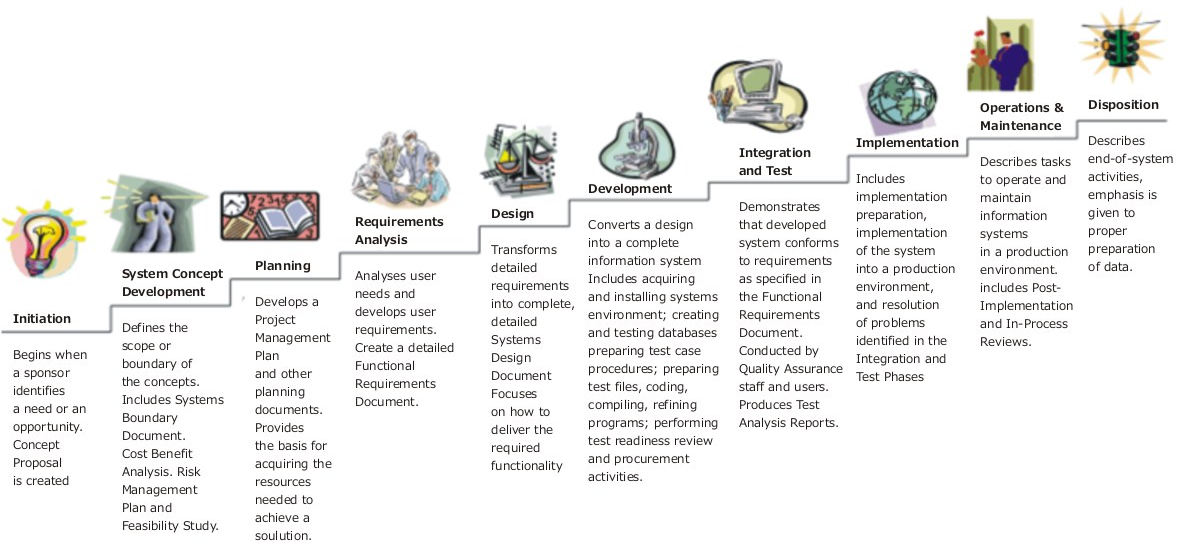 Initiation
Begins when
a sponsor
identifies
a need or an
opportunity.
Concept
Proposal
is created
System Concept
Development
Defines the
scope or
boundary of
the concepts.
Includes Systems
Boundary
Document.
Cost Benefit
Analysis. Risk
Management
Plan and
Feasibility Study.
Planning
Develops a
Project
Management
Plan
and other
planning
documents.
Provides
the basis for
acquiring the
resources
needed to
achieve a
soulution.
Requirements
Analysis
Analyses user
needs and
develops user
requirements.
Create a detailed
Functional
Requirements
Document.
Design
Transforms
detailed
requirements
into complete,
detailed
Systems
Design
Document
Focuses
on how to
deliver the
required
functionality
Development
Converts a design
into a complete
information system
Includes acquiring
and installing systems
environment; creating
and testing databases
preparing test case
procedures; preparing
test files, coding,
compiling, refining
programs; performing
test readiness review
and procurement
activities.
Integration
and Test
Demonstrates
that developed
system conforms
to requirements
as specified in
the Functional
Requirements
Document.
Conducted by
Quality Assurance
staff and users.
Produces Test
Analysis Reports.
Implementation
Includes
implementation
preparation,
implementation
of the system
into a production
environment,
and resolution
of problems
identified in the
Integration and
Test Phases
Operations &
Maintenance
Describes tasks
to operate and
maintain
information
systems
in a production
environment.
includes Post-
Implementation
and In-Process
Reviews.
Disposition
Describes
end-of-system
activities,
emphasis is
given to
proper
preparation
of data.